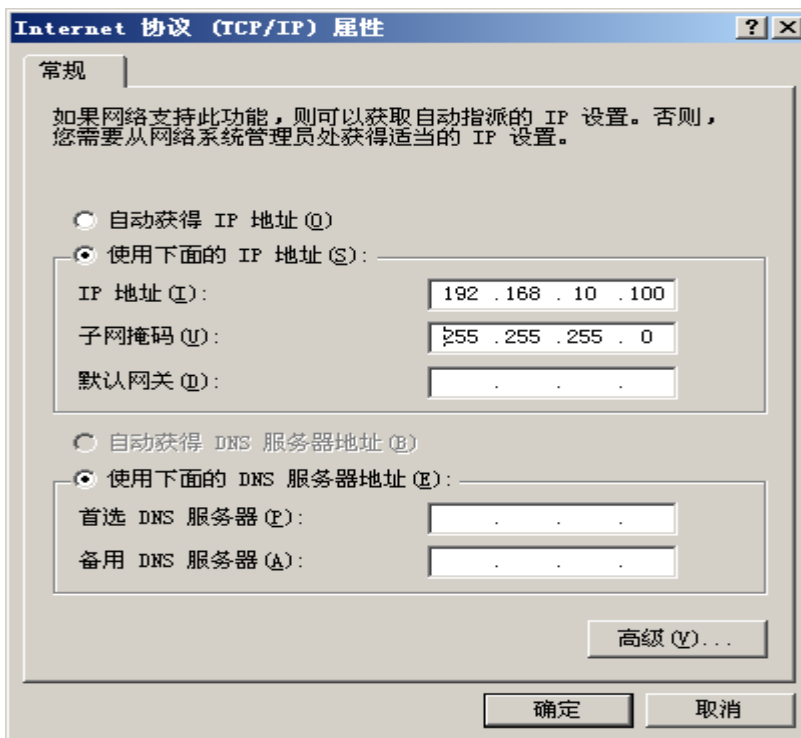 Internet 协议 (TCP/IP) 属性
常规
如果网络支持此功能，则可以获取自动指派的 IP 设置。否则，
您需要从网络系统管理员处获得适当的 IP 设置。
自动获得 IP 地址(O)
使用下面的 IP 地址(S):
IP 地址(I): 192 .168 . 10 .100
子网掩码(U): 255 .255 .255 . 0
默认网关(D): . . .
自动获得 DNS 服务器地址(B)
使用下面的 DNS 服务器地址(E):
首选 DNS 服务器(P): . . .
备用 DNS 服务器(A): . . .
高级(V)...
确定 取消